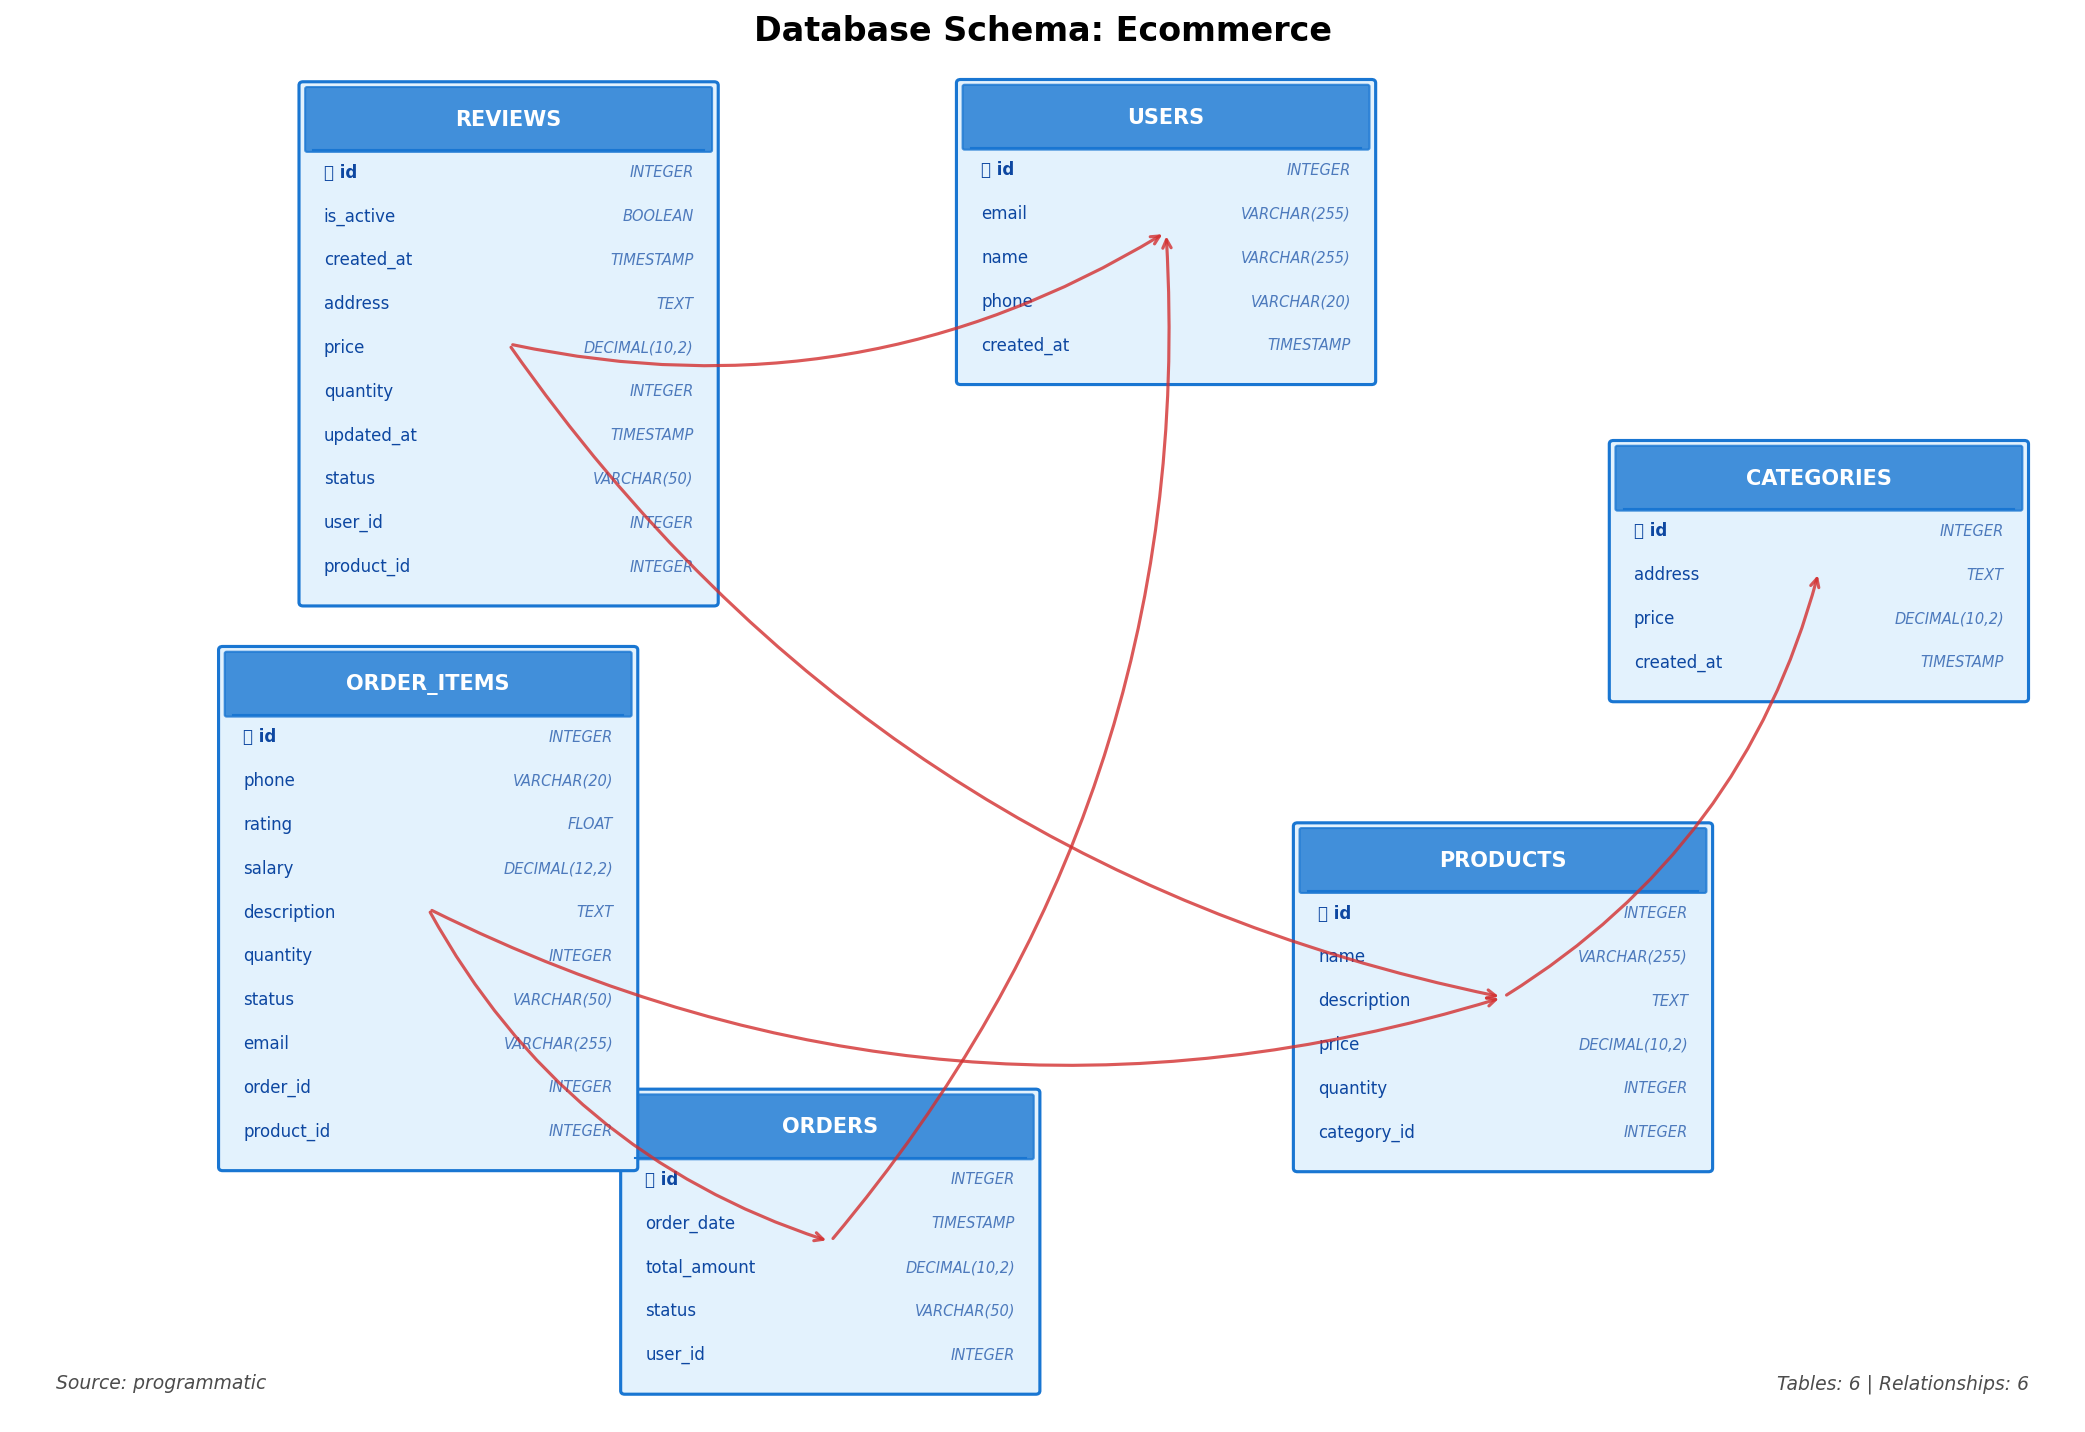 Database Schema: Ecommerce
REVIEWS
id INTEGER
is_active BOOLEAN
created_at TIMESTAMP
address TEXT
price DECIMAL(10,2)
quantity INTEGER
updated_at TIMESTAMP
status VARCHAR(50)
user_id INTEGER
product_id INTEGER
USERS
id INTEGER
email VARCHAR(255)
name VARCHAR(255)
phone VARCHAR(20)
created_at TIMESTAMP
CATEGORIES
id INTEGER
address TEXT
price DECIMAL(10,2)
created_at TIMESTAMP
ORDER_ITEMS
id INTEGER
phone VARCHAR(20)
rating FLOAT
salary DECIMAL(12,2)
description TEXT
quantity INTEGER
status VARCHAR(50)
email VARCHAR(255)
order_id INTEGER
product_id INTEGER
PRODUCTS
id INTEGER
name VARCHAR(255)
description TEXT
price DECIMAL(10,2)
quantity INTEGER
category_id INTEGER
ORDERS
id INTEGER
order_date TIMESTAMP
total_amount DECIMAL(10,2)
status VARCHAR(50)
user_id INTEGER
Source: programmatic
Tables: 6 | Relationships: 6